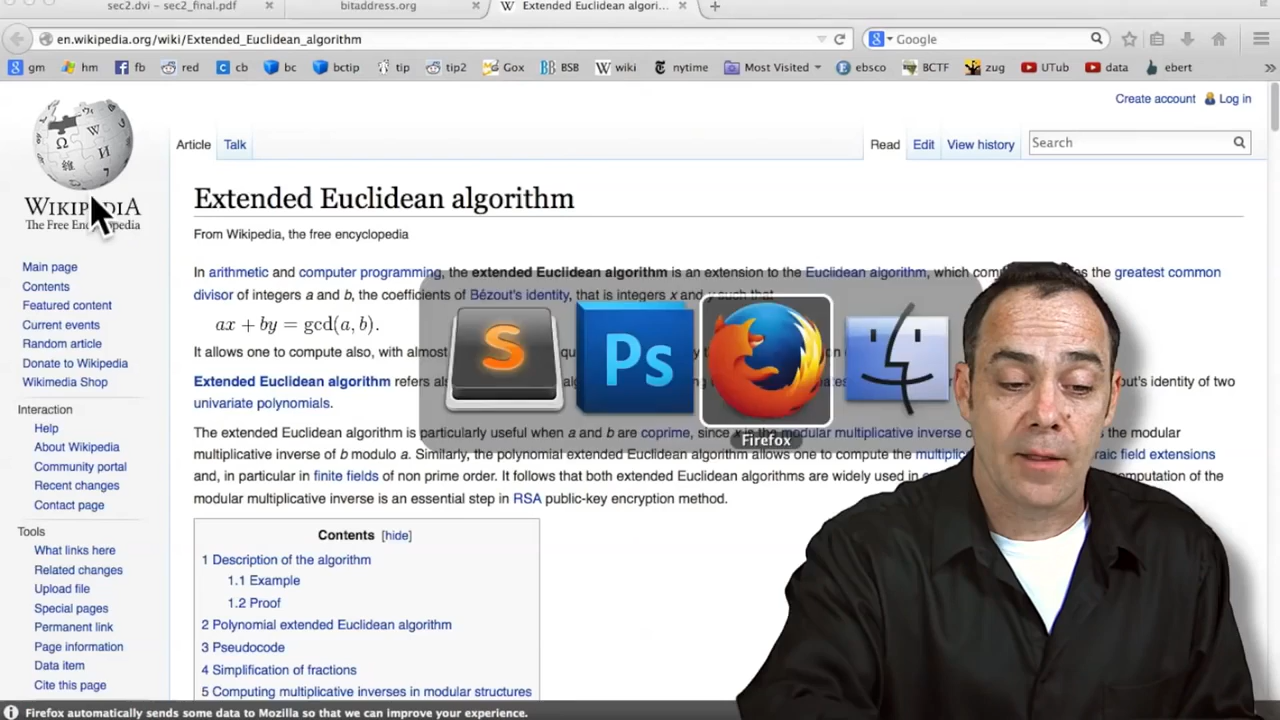 sec2.dvi - sec2_final.pdf
bitaddress.org
Extended Euclidean algori...
en.wikipedia.org/wiki/Extended_Euclidean_algorithm
Google
gm hm fb red cb bc bctip tip tip2 Gox BSB wiki nytime Most Visited ebsco BCTF zug UTub data ebert
Create account Log in
Article Talk Read Edit View history Search
WIKIPEDIA
The Free Encyclopedia
Main page
Contents
Featured content
Current events
Random article
Donate to Wikipedia
Wikimedia Shop
Interaction
Help
About Wikipedia
Community portal
Recent changes
Contact page
Tools
What links here
Related changes
Upload file
Special pages
Permanent link
Page information
Data item
Cite this page
Extended Euclidean algorithm
From Wikipedia, the free encyclopedia
In arithmetic and computer programming, the extended Euclidean algorithm is an extension to the Euclidean algorithm, which the greatest common
divisor of integers a and b, the coefficients of Bézout's identity, that is integers x and y such that
ax + by = gcd(a, b).
It allows one to compute also, with almost
Extended Euclidean algorithm refers identity of two
univariate polynomials.
The extended Euclidean algorithm is particularly useful when a and b are coprime, since x is the modular multiplicative inverse the modular
multiplicative inverse of b modulo a. Similarly, the polynomial extended Euclidean algorithm allows one to compute the field extensions
and, in particular in finite fields of non prime order. It follows that both extended Euclidean algorithms are widely used in of the
modular multiplicative inverse is an essential step in RSA public-key encryption method.
S Ps
Firefox
Contents [hide]
1 Description of the algorithm
1.1 Example
1.2 Proof
2 Polynomial extended Euclidean algorithm
3 Pseudocode
4 Simplification of fractions
5 Computing multiplicative inverses in modular structures
Firefox automatically sends some data to Mozilla so that we can improve your experience.